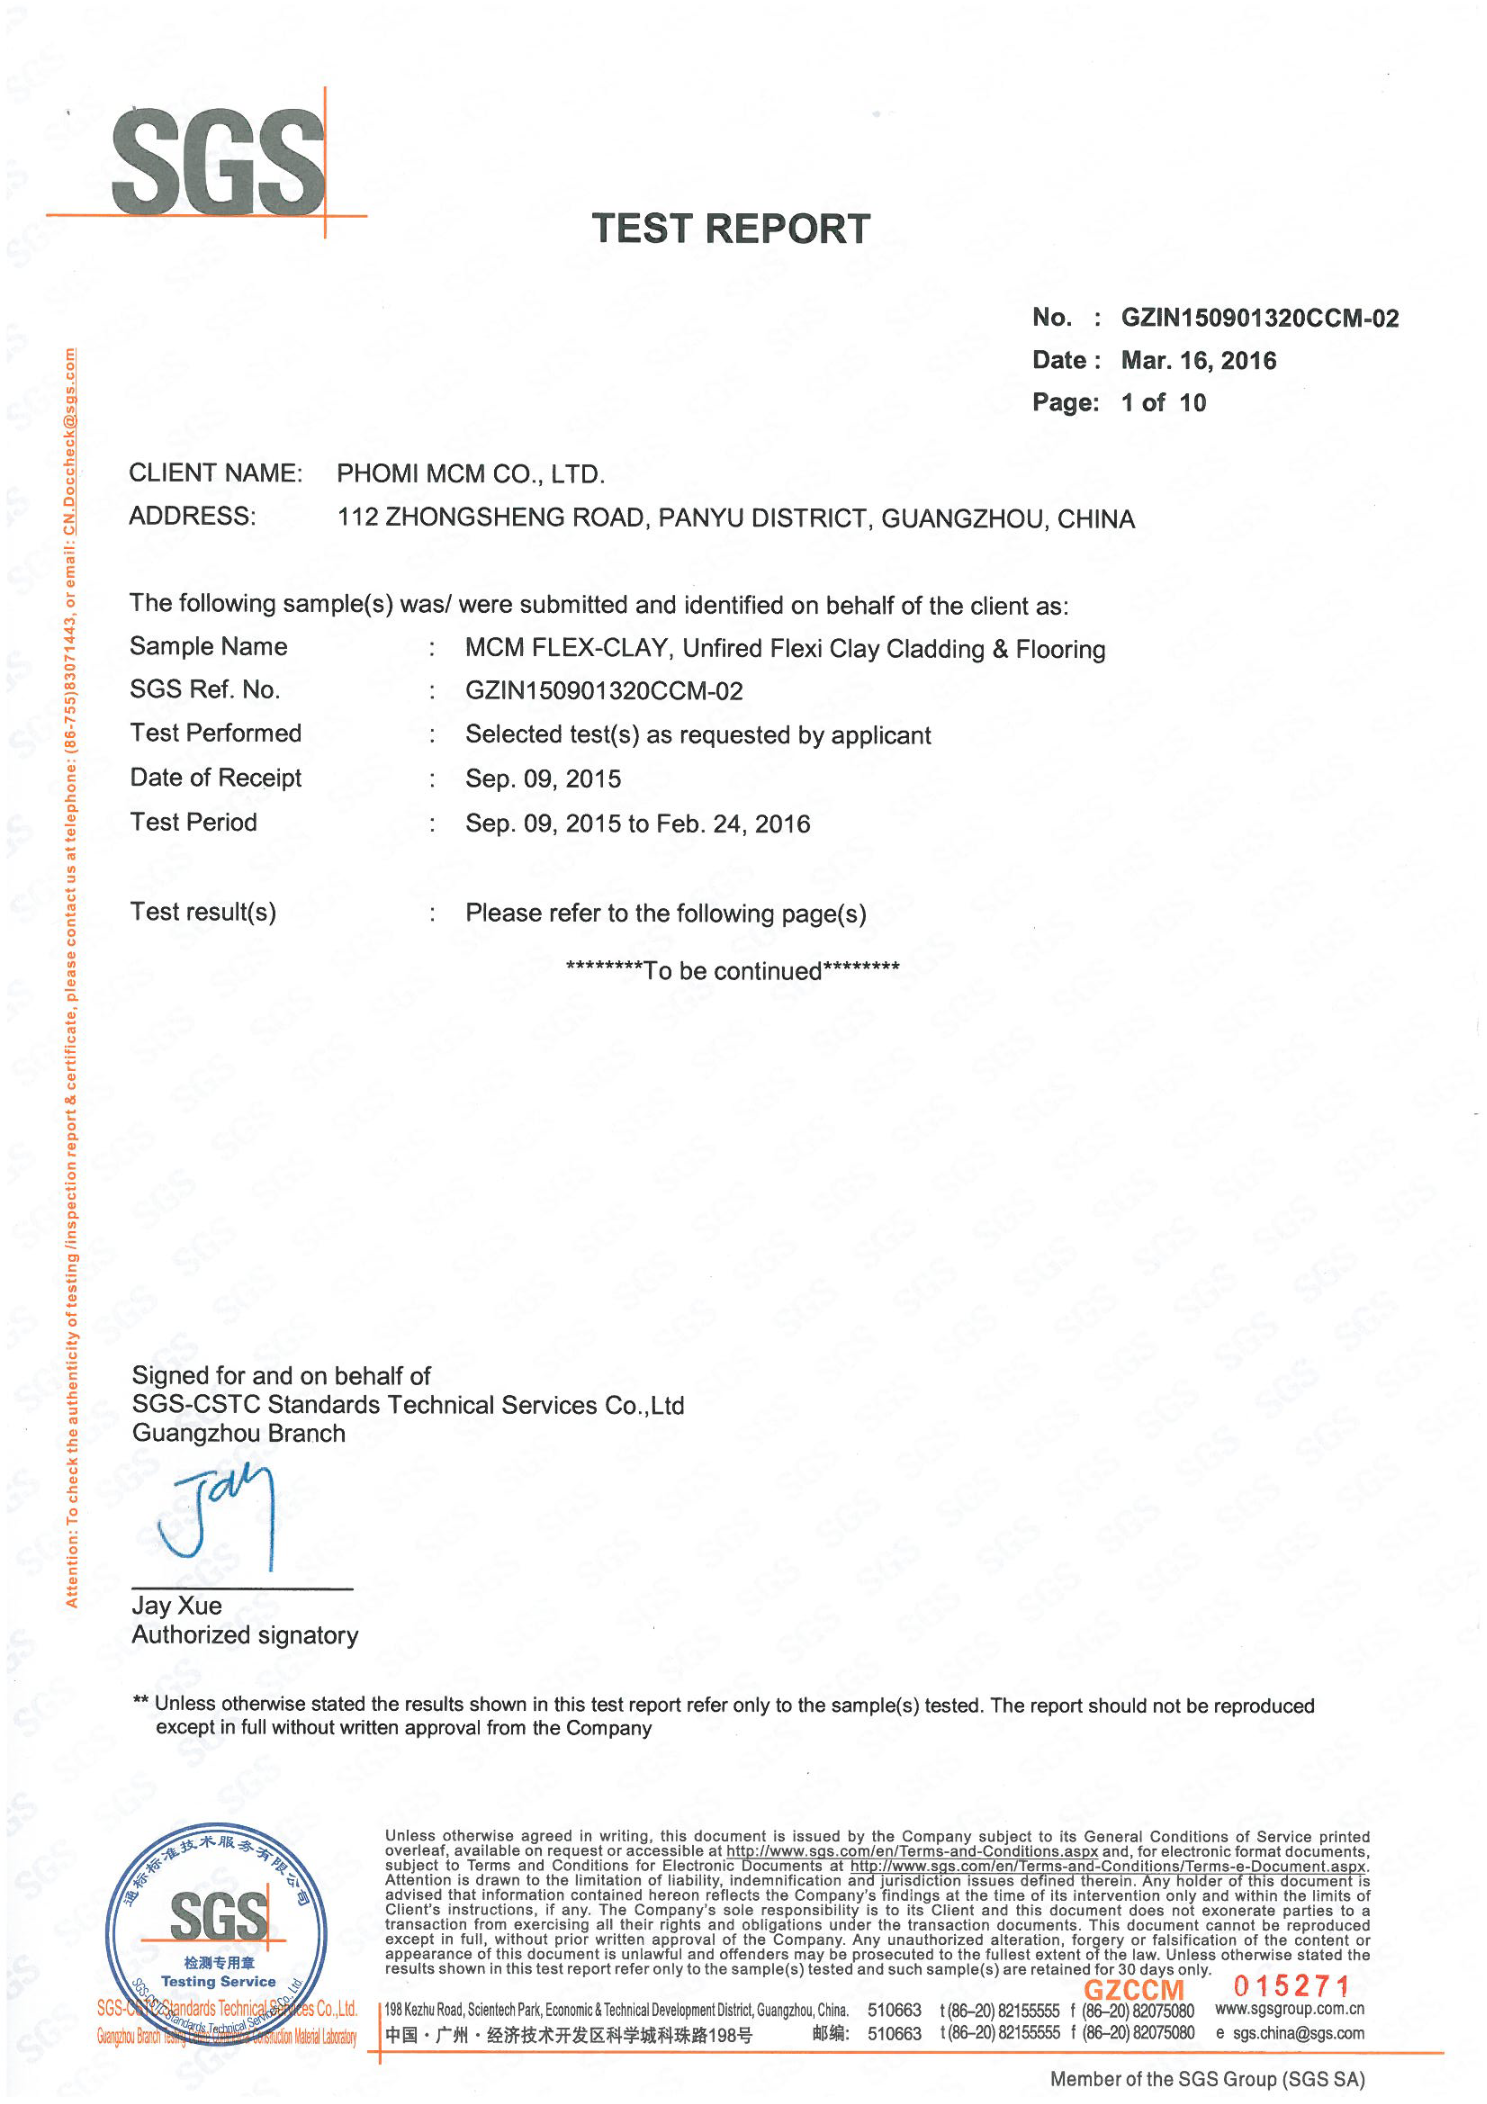 SGS
TEST REPORT
No. : GZIN150901320CCM-02
Date : Mar. 16, 2016
Page: 1 of 10
CLIENT NAME: PHOMI MCM CO., LTD.
ADDRESS: 112 ZHONGSHENG ROAD, PANYU DISTRICT, GUANGZHOU, CHINA
The following sample(s) was/ were submitted and identified on behalf of the client as:
Sample Name : MCM FLEX-CLAY, Unfired Flexi Clay Cladding & Flooring
SGS Ref. No. : GZIN150901320CCM-02
Test Performed : Selected test(s) as requested by applicant
Date of Receipt : Sep. 09, 2015
Test Period : Sep. 09, 2015 to Feb. 24, 2016
Test result(s) : Please refer to the following page(s)
********To be continued********
Attention: To check the authenticity of testing /inspection report & certificate, please contact us at telephone: (86-755)83071443, or email: CN.Doccheck@sgs.com
Signed for and on behalf of
SGS-CSTC Standards Technical Services Co.,Ltd
Guangzhou Branch
Jay
Jay Xue
Authorized signatory
** Unless otherwise stated the results shown in this test report refer only to the sample(s) tested. The report should not be reproduced
except in full without written approval from the Company
通标标准技术服务有限公司
SGS
检测专用章
Testing Service
SGS-CSTC Standards Technical Services Co., Ltd.
Unless otherwise agreed in writing, this document is issued by the Company subject to its General Conditions of Service printed
overleaf, available on request or accessible at http://www.sgs.com/en/Terms-and-Conditions.aspx and, for electronic format documents,
subject to Terms and Conditions for Electronic Documents at http://www.sgs.com/en/Terms-and-Conditions/Terms-e-Document.aspx.
Attention is drawn to the limitation of liability, indemnification and jurisdiction issues defined therein. Any holder of this document is
advised that information contained hereon reflects the Company's findings at the time of its intervention only and within the limits of
Client's instructions, if any. The Company's sole responsibility is to its Client and this document does not exonerate parties to a
transaction from exercising all their rights and obligations under the transaction documents. This document cannot be reproduced
except in full, without prior written approval of the Company. Any unauthorized alteration, forgery or falsification of the content or
appearance of this document is unlawful and offenders may be prosecuted to the fullest extent of the law. Unless otherwise stated the
results shown in this test report refer only to the sample(s) tested and such sample(s) are retained for 30 days only.
GZCCM 015271
SGS-CSTC Standards Technical Services Co.,Ltd.
Guangzhou Branch Testing Construction Material Laboratory
198 Kezhu Road, Scientech Park, Economic & Technical Development District, Guangzhou, China. 510663 t (86–20) 82155555 f (86–20) 82075080 www.sgsgroup.com.cn
中国·广州·经济技术开发区科学城科珠路198号 邮编: 510663 t (86–20) 82155555 f (86–20) 82075080 e sgs.china@sgs.com
Member of the SGS Group (SGS SA)